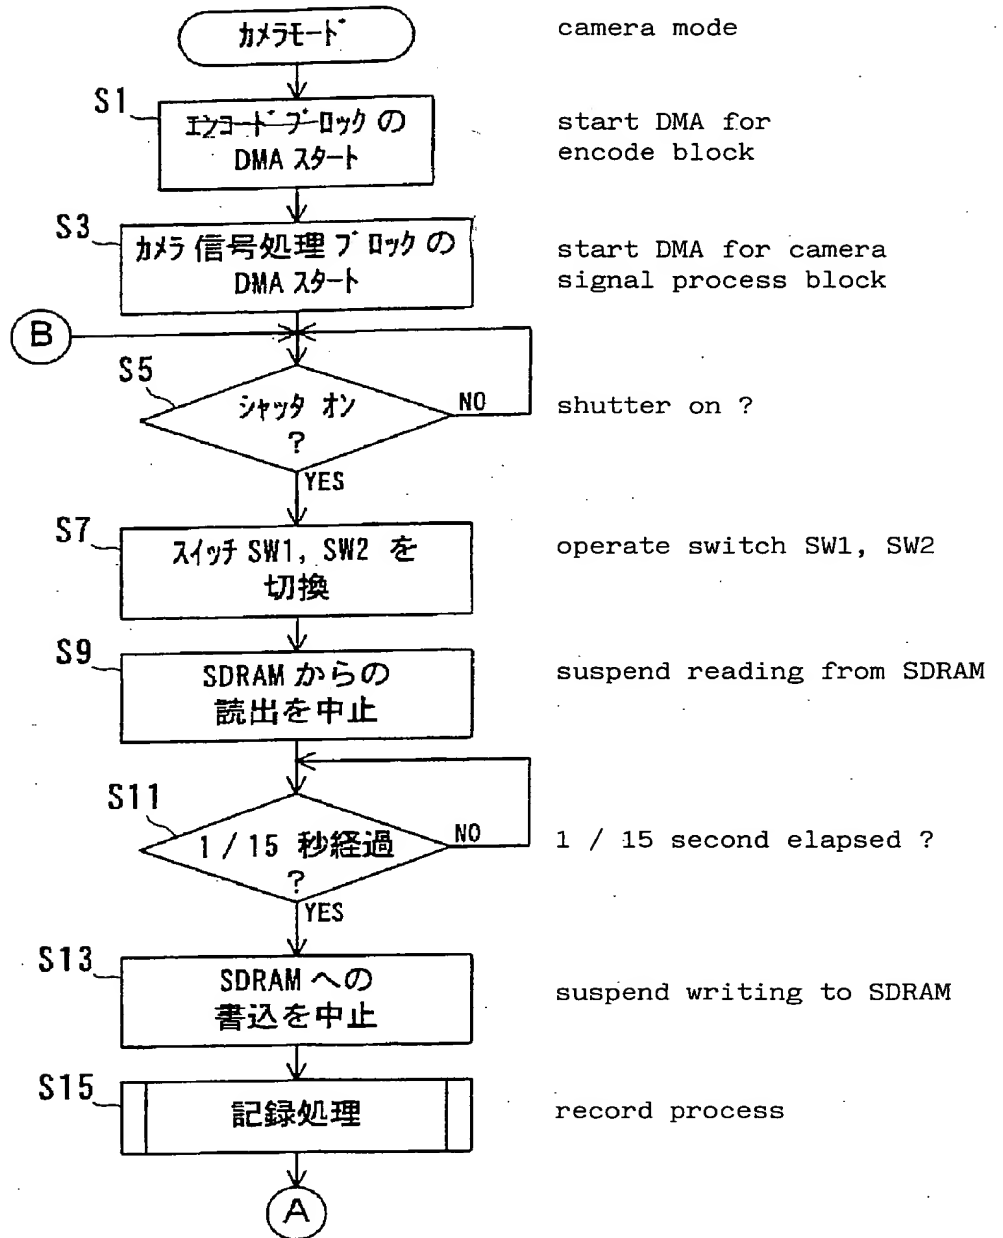 カメラモード
camera mode
S1
エンコードブロックの
DMA スタート
start DMA for
encode block
S3
カメラ信号処理ブロックの
DMA スタート
start DMA for camera
signal process block
B
S5
シャッタ オン
?
NO
shutter on ?
YES
S7
スイッチ SW1, SW2 を
切換
operate switch SW1, SW2
S9
SDRAM からの
読出を中止
suspend reading from SDRAM
S11
1 / 15 秒経過
?
NO
1 / 15 second elapsed ?
YES
S13
SDRAM への
書込を中止
suspend writing to SDRAM
S15
記録処理
record process
A